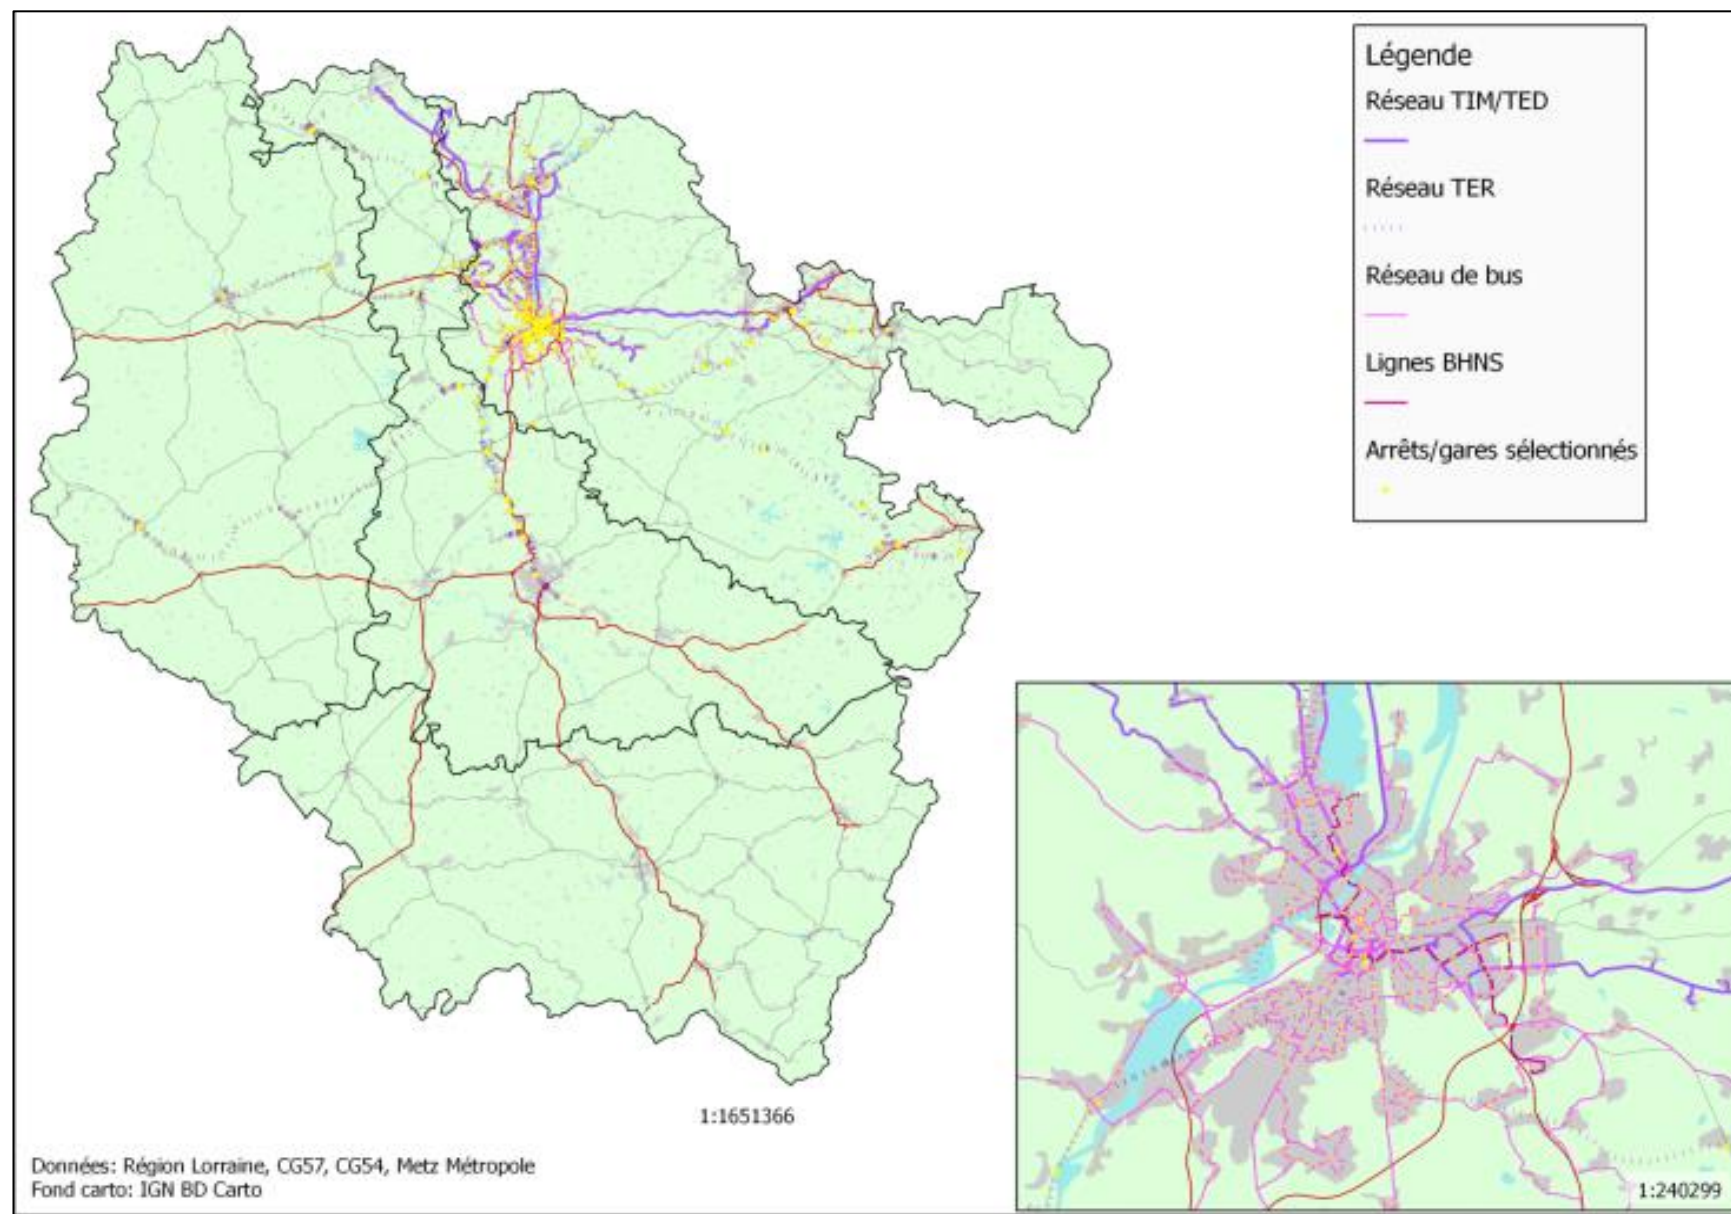 Légende
Réseau TIM/TED
Réseau TER
Réseau de bus
Lignes BHNS
Arrêts/gares sélectionnés
1:1651366
Données: Région Lorraine, CG57, CG54, Metz Métropole
Fond carto: IGN BD Carto
1:240299